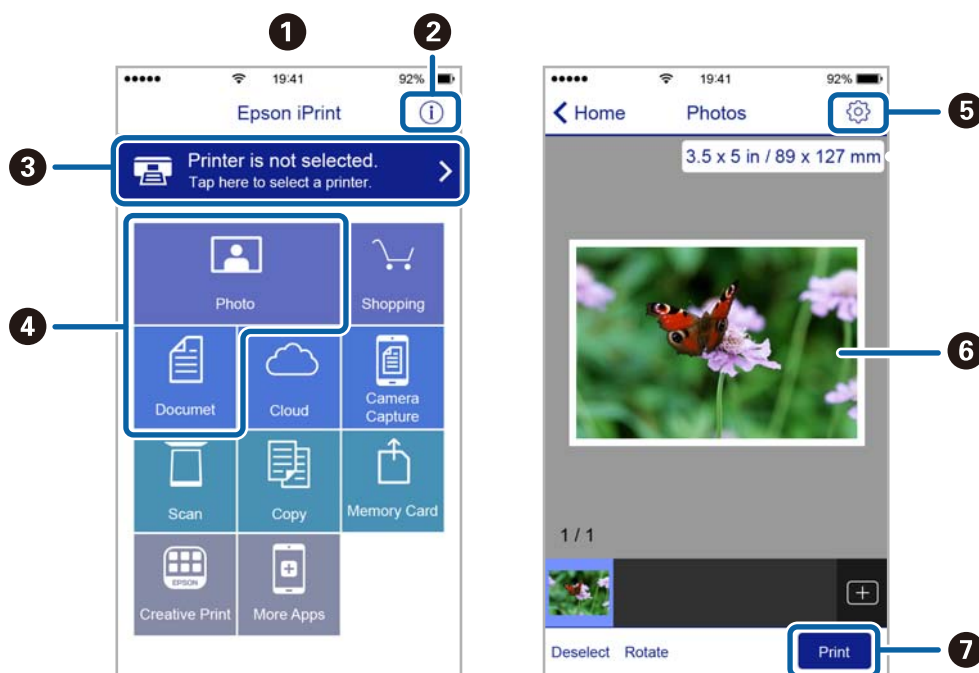 1
2
19:41 92%
Epson iPrint
3
Printer is not selected.
Tap here to select a printer.
4
Photo
Shopping
Documet
Cloud
Camera
Capture
Scan
Copy
Memory Card
EPSON
Creative Print
More Apps
19:41 92%
Home Photos
5
3.5 x 5 in / 89 x 127 mm
6
1 / 1
Deselect Rotate Print
7